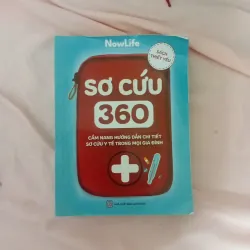 NowLife
SÁCH
THIẾT YẾU
SƠ CỨU
360
CẨM NANG HƯỚNG DẪN CHI TIẾT
SƠ CỨU Y TẾ TRONG MỌI GIA ĐÌNH